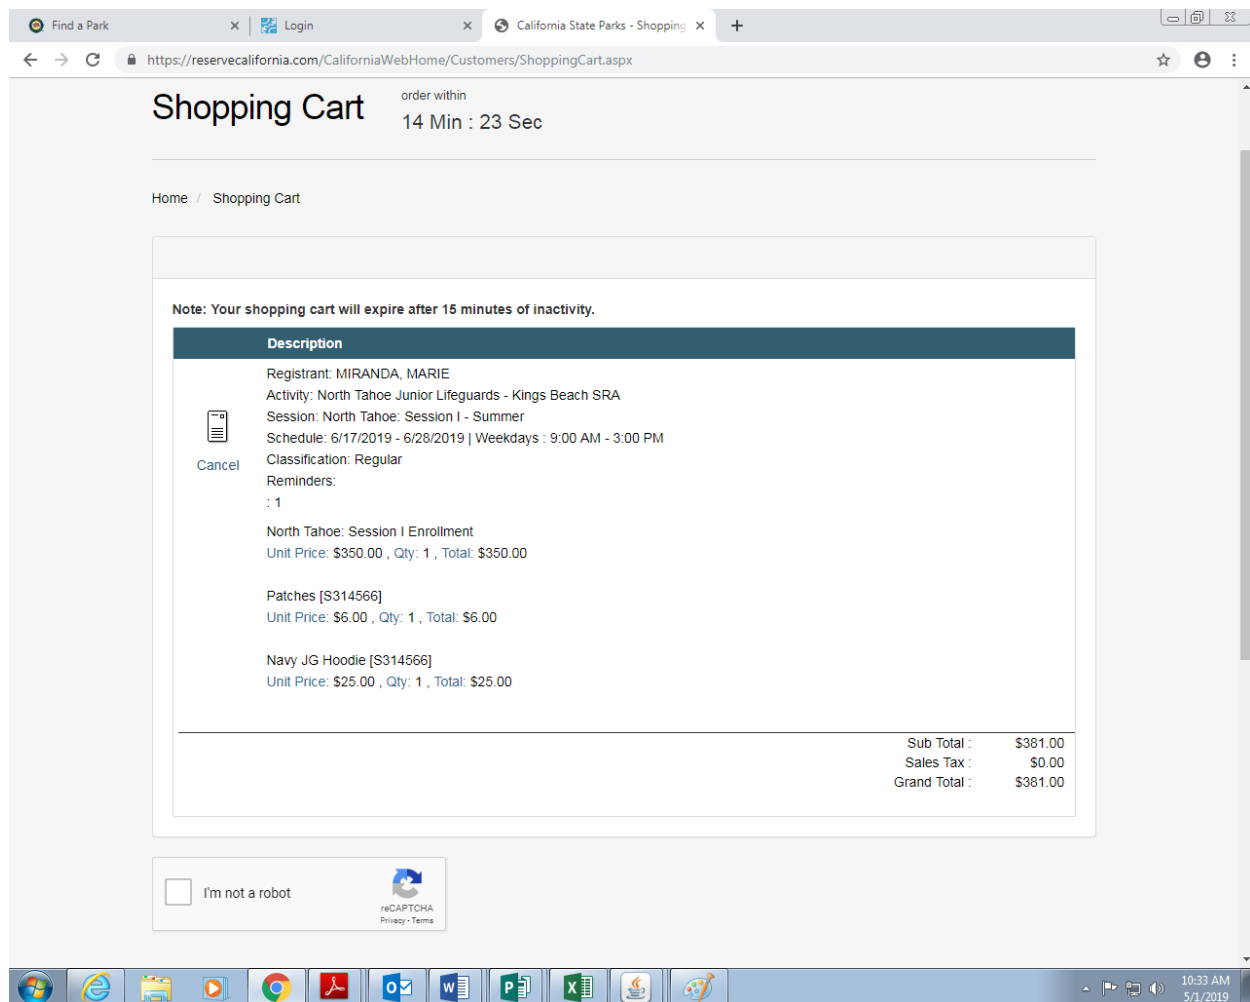 Find a Park
Login
California State Parks - Shopping
https://reservecalifornia.com/CaliforniaWebHome/Customers/ShoppingCart.aspx
Shopping Cart
order within
14 Min : 23 Sec
Home / Shopping Cart
Note: Your shopping cart will expire after 15 minutes of inactivity.
Description
Registrant: MIRANDA, MARIE
Activity: North Tahoe Junior Lifeguards - Kings Beach SRA
Session: North Tahoe: Session I - Summer
Schedule: 6/17/2019 - 6/28/2019 | Weekdays : 9:00 AM - 3:00 PM
Cancel
Classification: Regular
Reminders:
: 1
North Tahoe: Session I Enrollment
Unit Price: $350.00 , Qty: 1 , Total: $350.00
Patches [S314566]
Unit Price: $6.00 , Qty: 1 , Total: $6.00
Navy JG Hoodie [S314566]
Unit Price: $25.00 , Qty: 1 , Total: $25.00
Sub Total : $381.00
Sales Tax : $0.00
Grand Total : $381.00
I'm not a robot
reCAPTCHA
Privacy - Terms
10:33 AM
5/1/2019